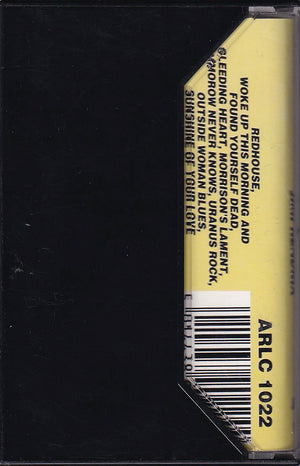 REDHOUSE,
WOKE UP THIS MORNING AND
FOUND YOURSELF DEAD,
BLEEDING HEART, MORRISON'S LAMENT,
TOMOROW NEVER KNOWS, URANUS ROCK,
OUTSIDE WOMAN BLUES,
SUNSHINE OF YOUR LOVE
ARLC 1022